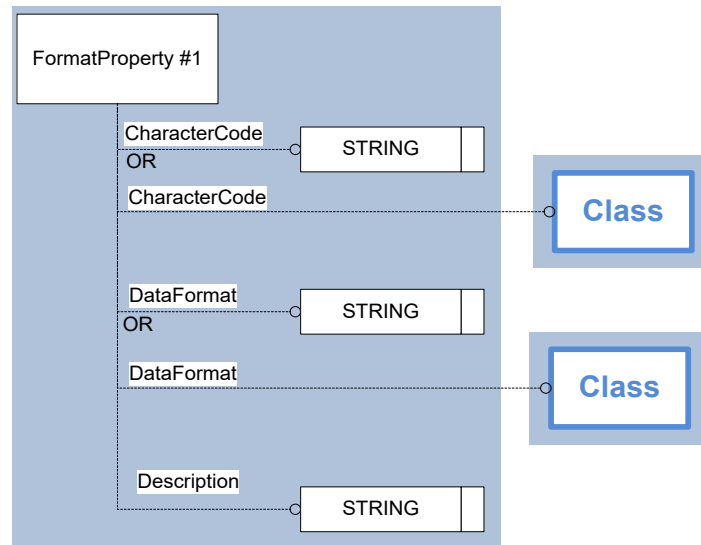 FormatProperty #1
CharacterCode
STRING
OR
CharacterCode
Class
DataFormat
STRING
OR
DataFormat
Class
Description
STRING